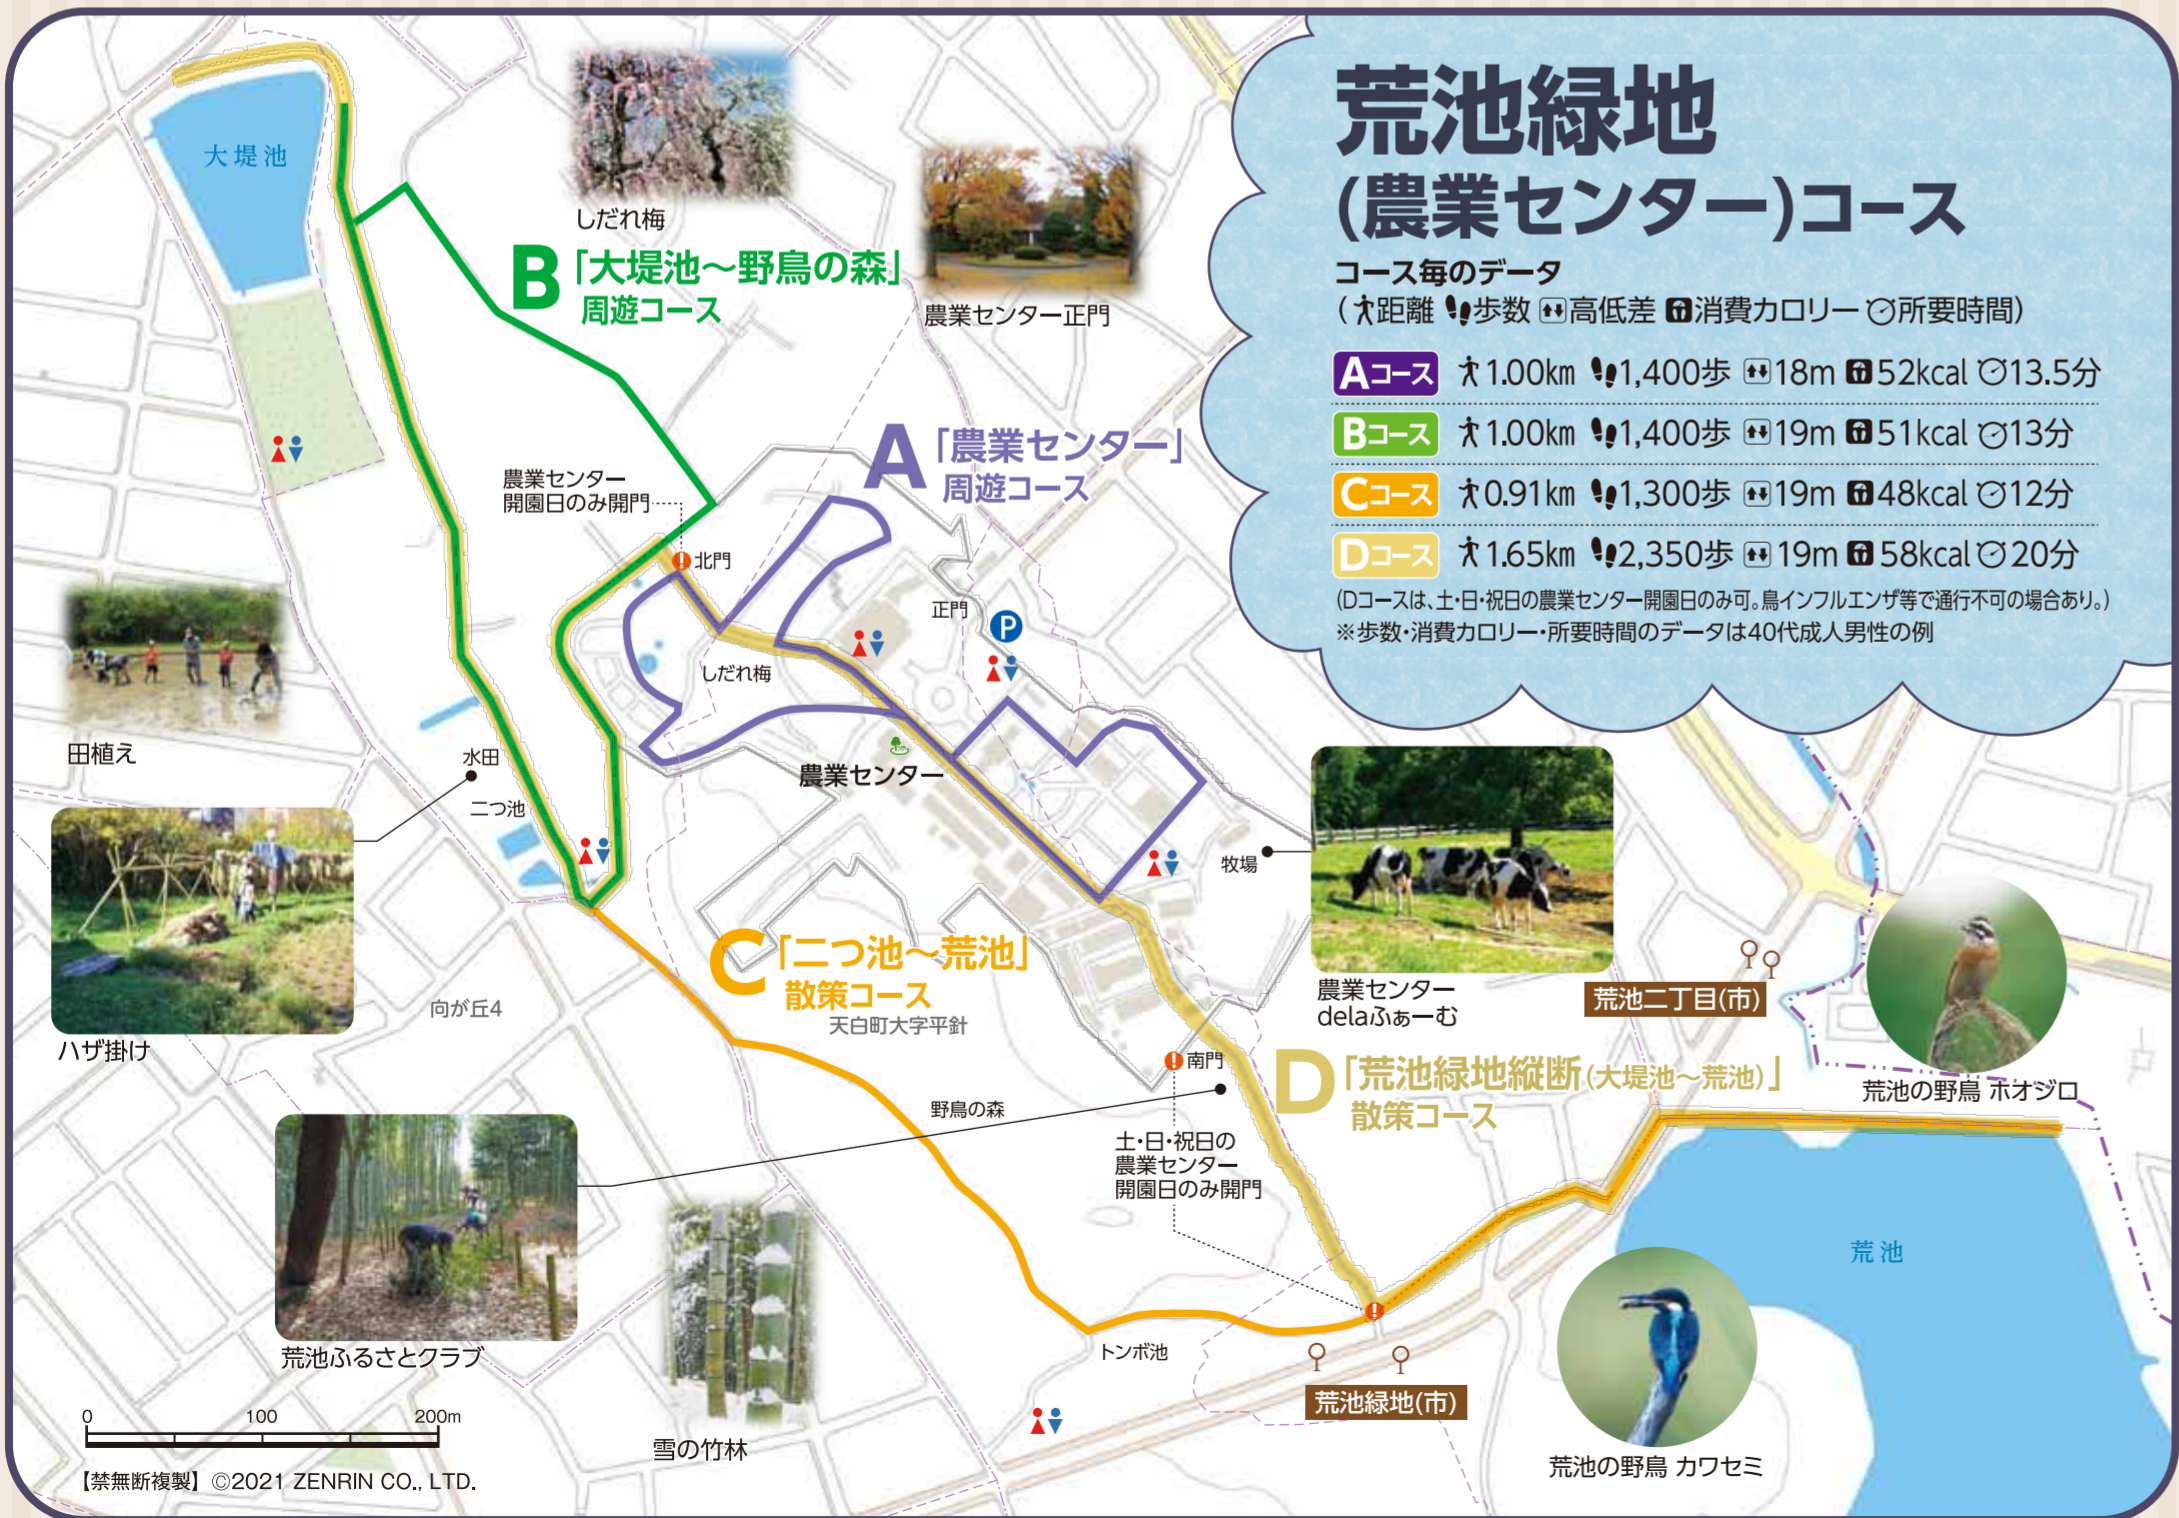 荒池緑地
(農業センター)コース
コース毎のデータ
(距離 歩数 高低差 消費カロリー 所要時間)
Aコース 1.00km 1,400歩 18m 52kcal 13.5分
Bコース 1.00km 1,400歩 19m 51kcal 13分
Cコース 0.91km 1,300歩 19m 48kcal 12分
Dコース 1.65km 2,350歩 19m 58kcal 20分
(Dコースは、土・日・祝日の農業センター開園日のみ可。鳥インフルエンザ等で通行不可の場合あり。)
※歩数・消費カロリー・所要時間のデータは40代成人男性の例
大堤池
しだれ梅
農業センター正門
B「大堤池~野鳥の森」
周遊コース
A「農業センター」
周遊コース
農業センター
開園日のみ開門
北門
正門
P
しだれ梅
田植え
水田
二つ池
農業センター
牧場
ハザ掛け
向が丘4
C「二つ池~荒池」
散策コース
天白町大字平針
農業センター
delaふぁーむ
荒池二丁目(市)
荒池の野鳥 ホオジロ
南門
D「荒池緑地縦断(大堤池~荒池)」
散策コース
野鳥の森
土・日・祝日の
農業センター
開園日のみ開門
荒池
荒池ふるさとクラブ
トンボ池
荒池緑地(市)
雪の竹林
荒池の野鳥 カワセミ
0 100 200m
【禁無断複製】©2021 ZENRIN CO., LTD.